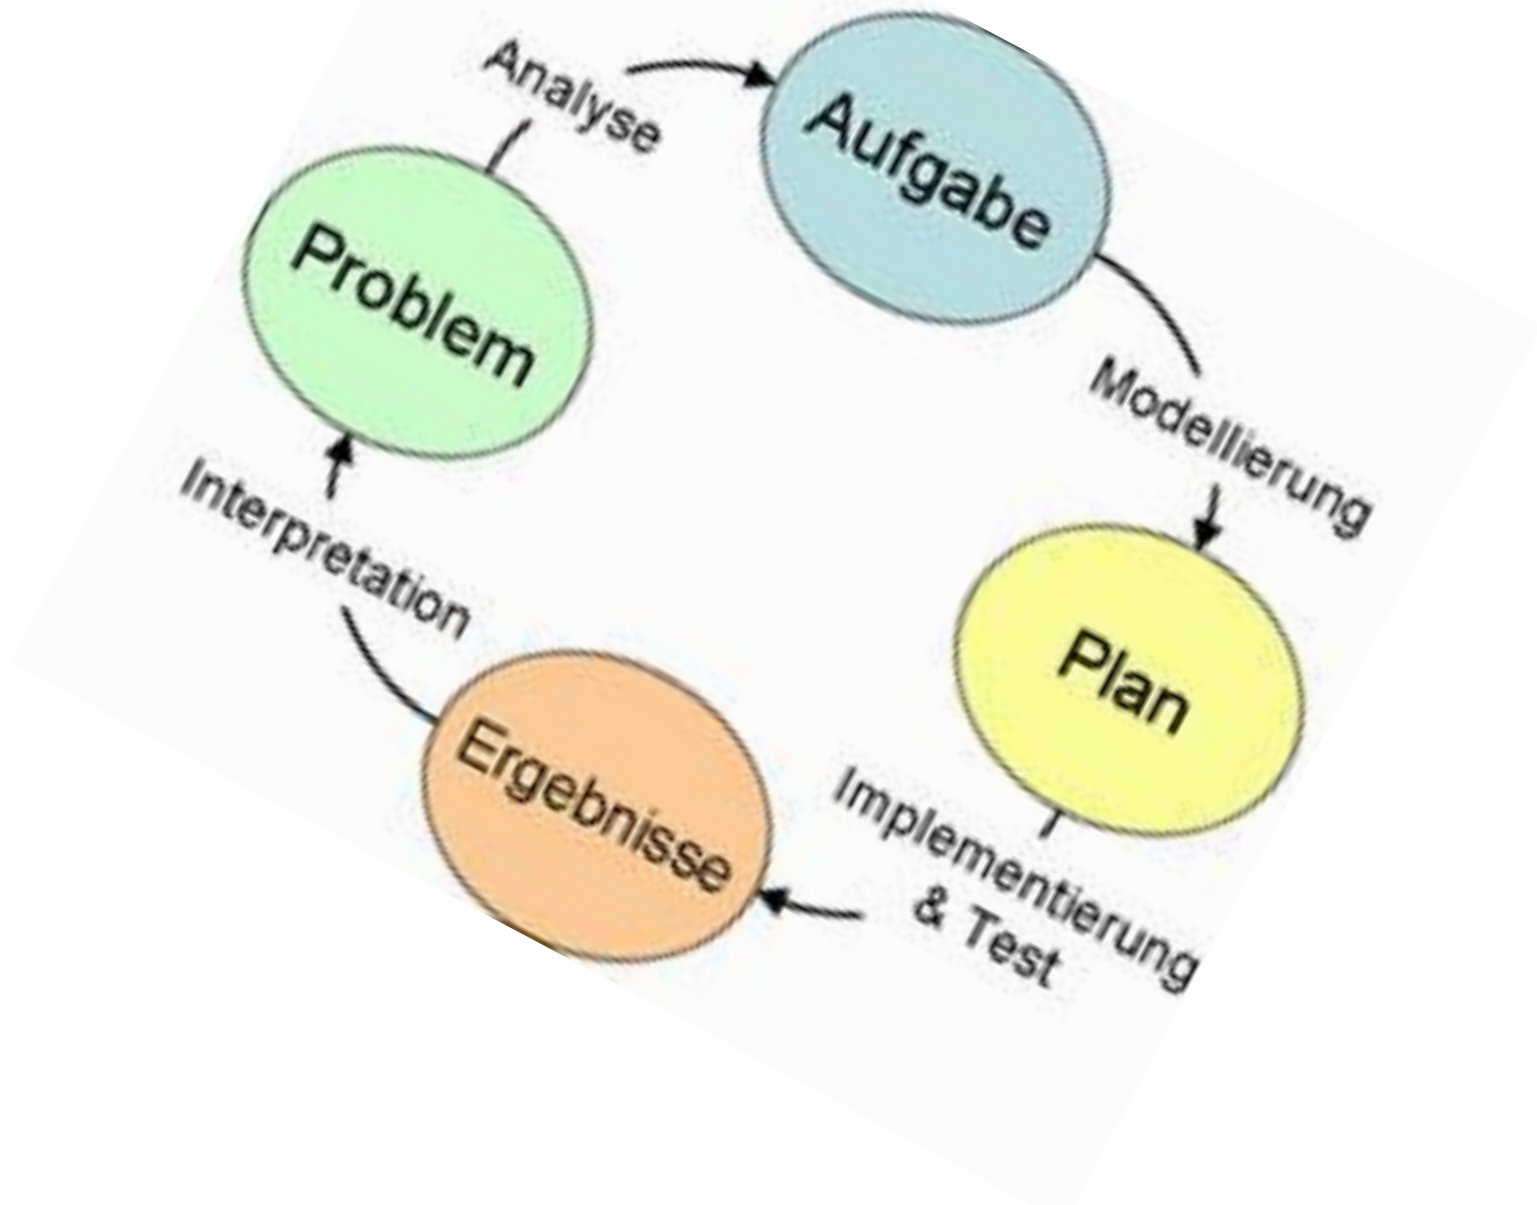 Analyse
Aufgabe
Problem
Modellierung
Interpretation
Plan
Ergebnisse
Implementierung
& Test